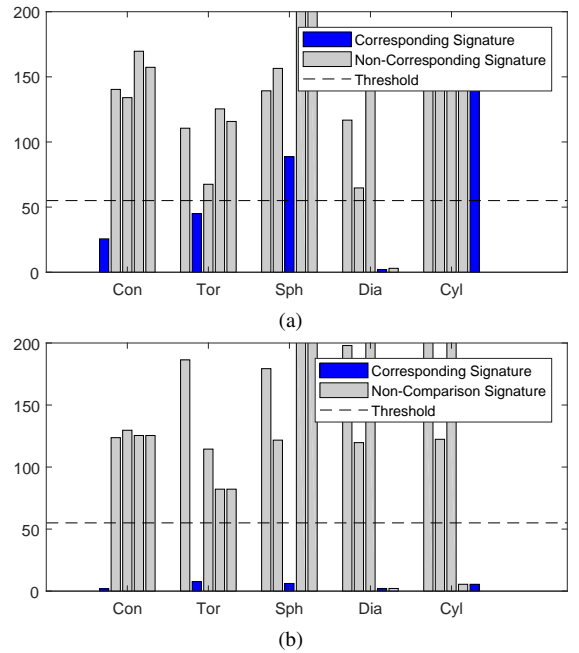 200
150
100
50
0
Corresponding Signature
Non-Corresponding Signature
Threshold
Con Tor Sph Dia Cyl
(a)
200
150
100
50
0
Corresponding Signature
Non-Comparison Signature
Threshold
Con Tor Sph Dia Cyl
(b)